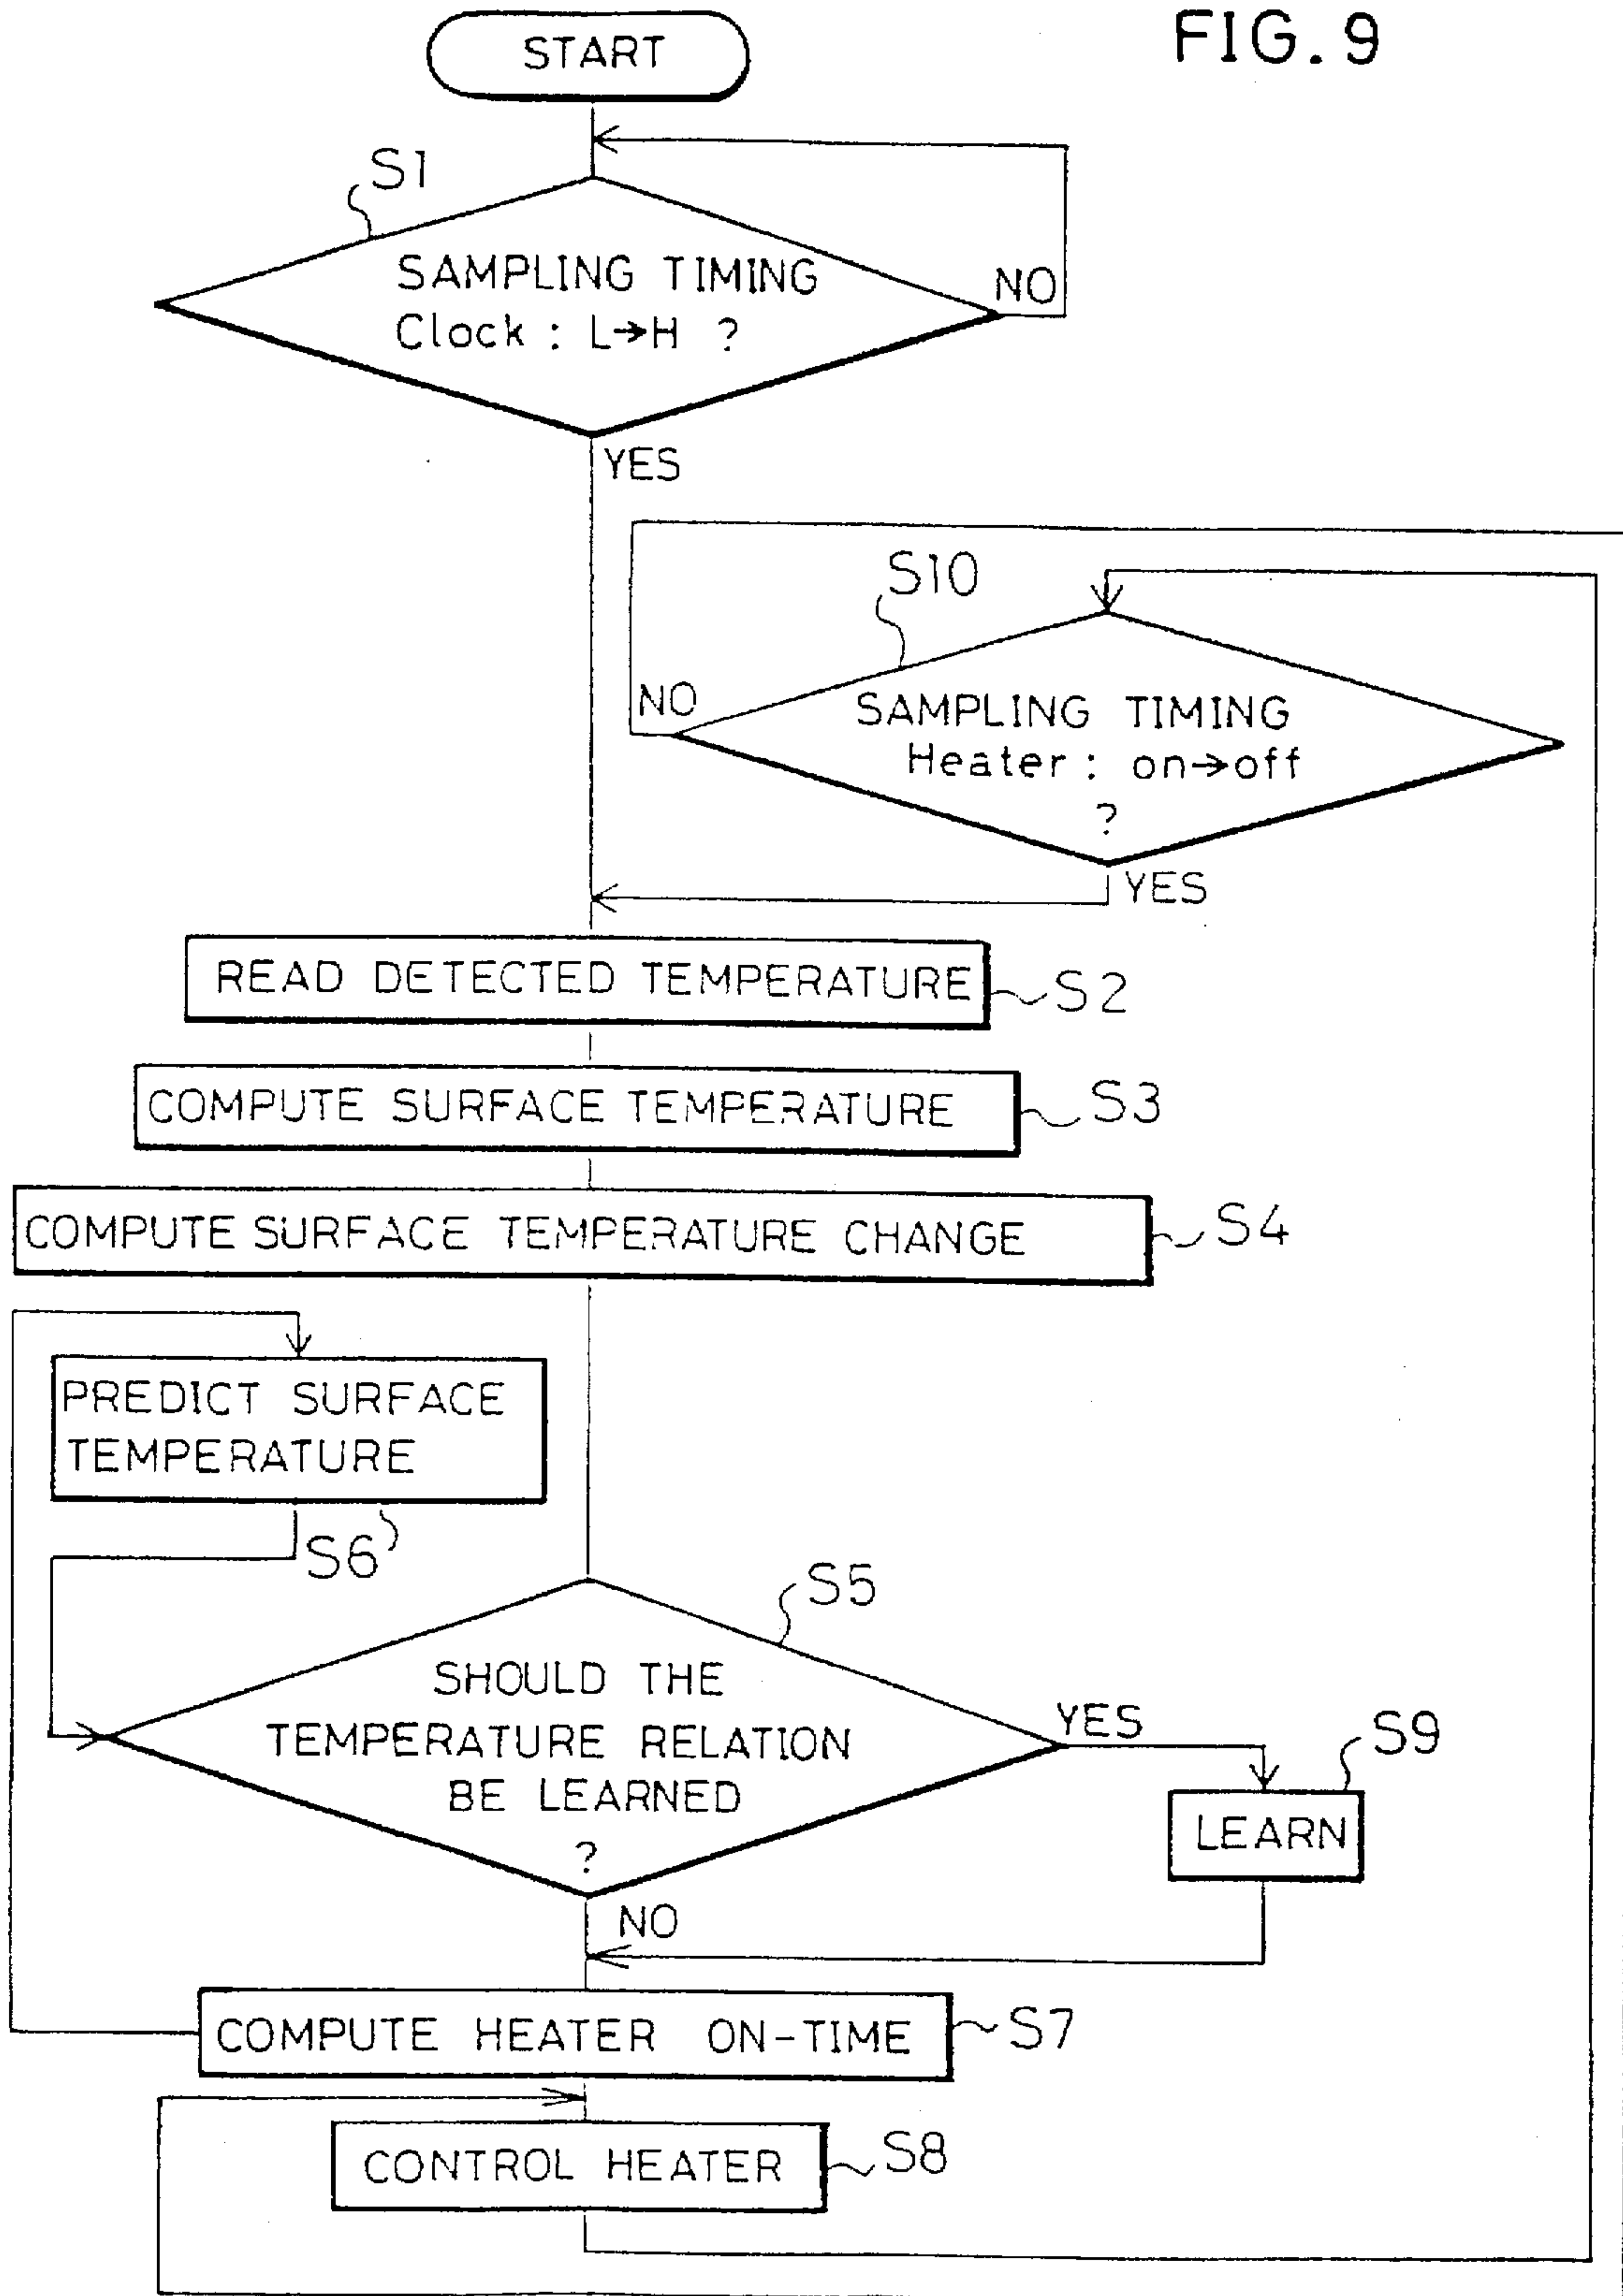 FIG. 9
START
S1
SAMPLING TIMING
Clock : L→H ?
NO
YES
S10
NO
SAMPLING TIMING
Heater : on→off
?
YES
READ DETECTED TEMPERATURE
S2
COMPUTE SURFACE TEMPERATURE
S3
COMPUTE SURFACE TEMPERATURE CHANGE
S4
PREDICT SURFACE
TEMPERATURE
S6
S5
SHOULD THE
TEMPERATURE RELATION
BE LEARNED
?
YES
S9
LEARN
NO
COMPUTE HEATER ON-TIME
S7
CONTROL HEATER
S8